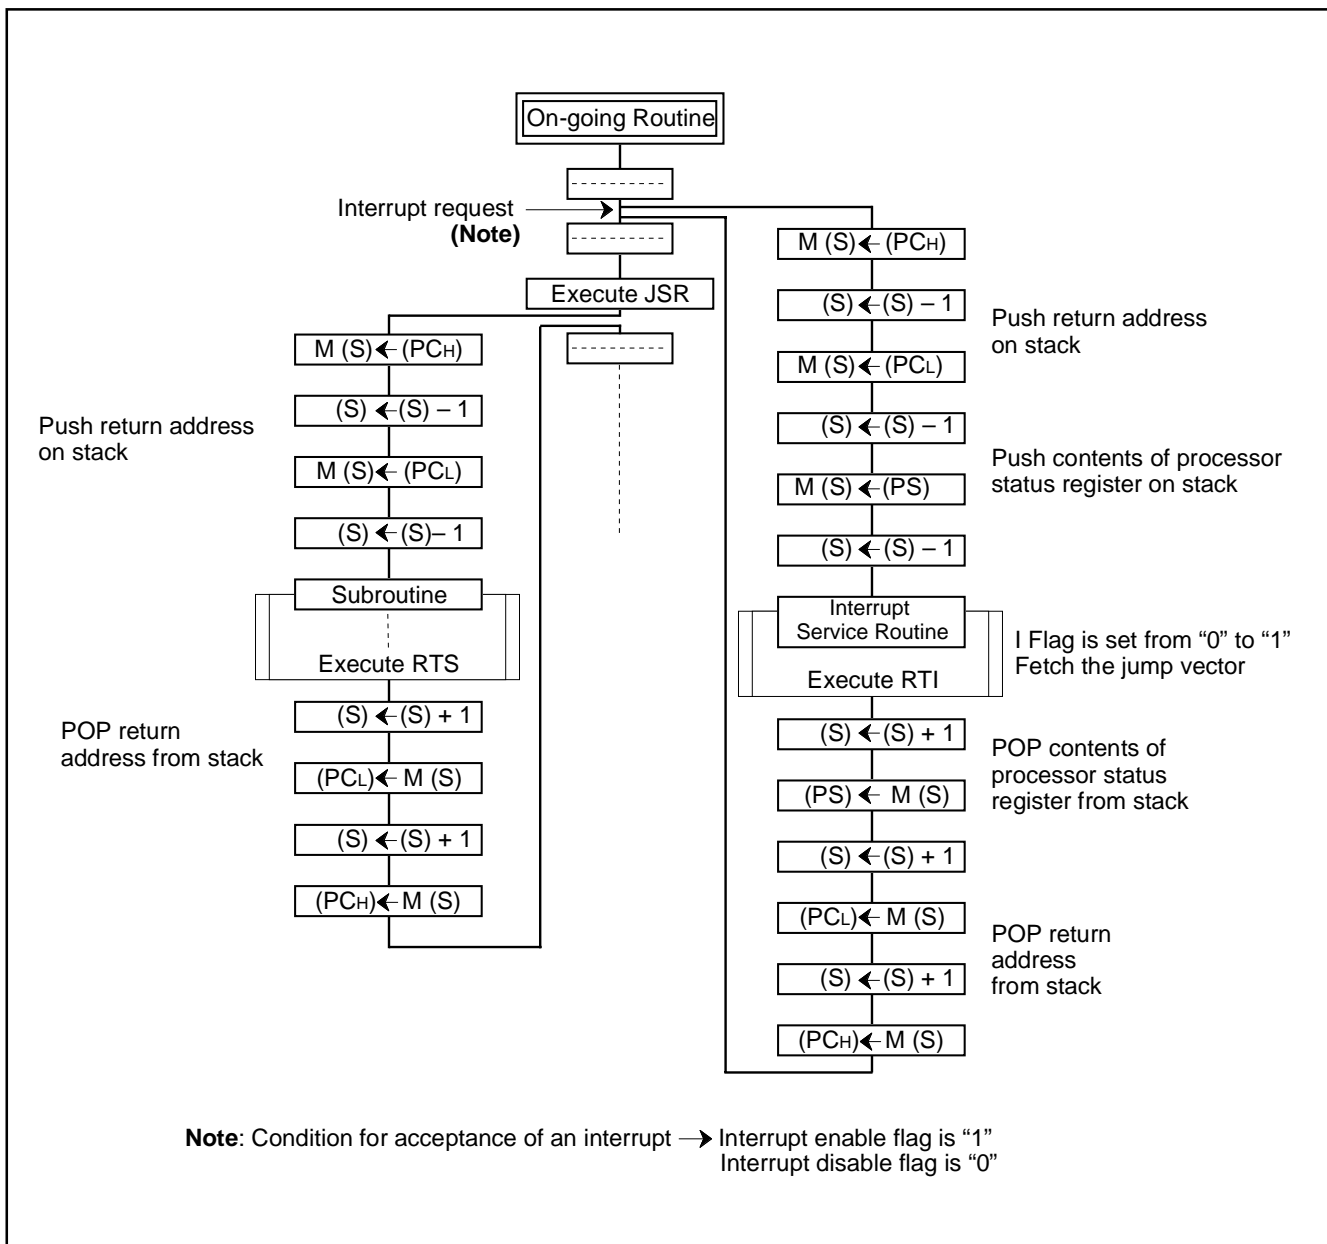 On-going Routine
Interrupt request
(Note)
Execute JSR
M (S) ← (PCH)
(S) ← (S) – 1
M (S) ← (PCL)
(S) ← (S)– 1
Push return address
on stack
Subroutine
Execute RTS
POP return
address from stack
(S) ← (S) + 1
(PCL) ← M (S)
(S) ← (S) + 1
(PCH) ← M (S)
M (S) ← (PCH)
(S) ← (S) – 1
M (S) ← (PCL)
(S) ← (S) – 1
M (S) ← (PS)
(S) ← (S) – 1
Push return address
on stack
Push contents of processor
status register on stack
Interrupt
Service Routine
Execute RTI
I Flag is set from “0” to “1”
Fetch the jump vector
(S) ← (S) + 1
(PS) ← M (S)
(S) ← (S) + 1
(PCL) ← M (S)
(S) ← (S) + 1
(PCH) ← M (S)
POP contents of
processor status
register from stack
POP return
address
from stack
Note: Condition for acceptance of an interrupt → Interrupt enable flag is “1”
Interrupt disable flag is “0”